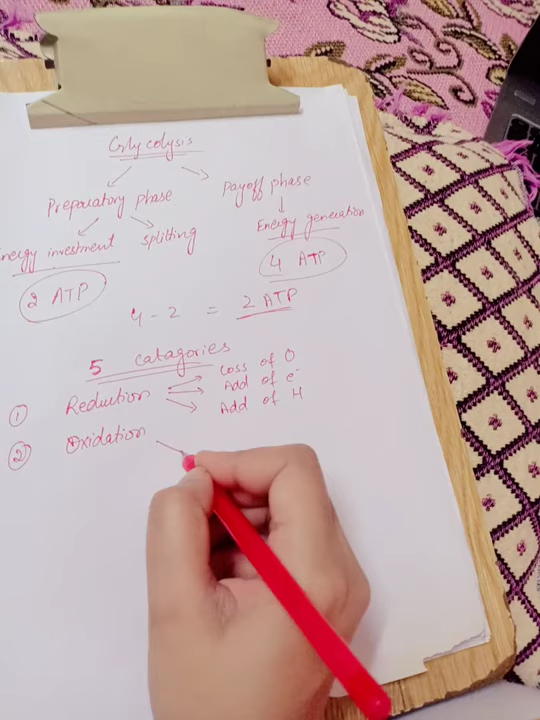 Glycolysis
Preparatory phase
Payoff phase
Energy investment
splitting
Energy generation
2 ATP
4 ATP
4 - 2 = 2 ATP
5 catagories
1 Reduction
Loss of O
Add of e-
Add of H
2 Oxidation